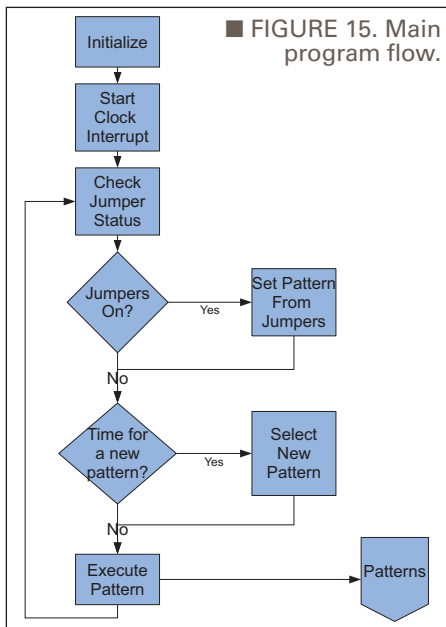 ■ FIGURE 15. Main
program flow.
Initialize
Start
Clock
Interrupt
Check
Jumper
Status
Jumpers
On?
Yes
Set Pattern
From
Jumpers
No
Time for
a new
pattern?
Yes
Select
New
Pattern
No
Execute
Pattern
Patterns